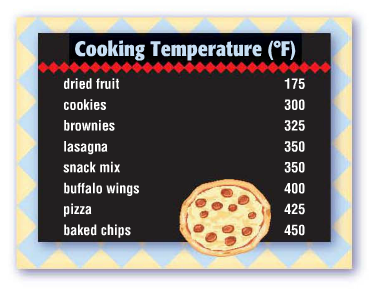 Cooking Temperature (°F)
dried fruit 175
cookies 300
brownies 325
lasagna 350
snack mix 350
buffalo wings 400
pizza 425
baked chips 450